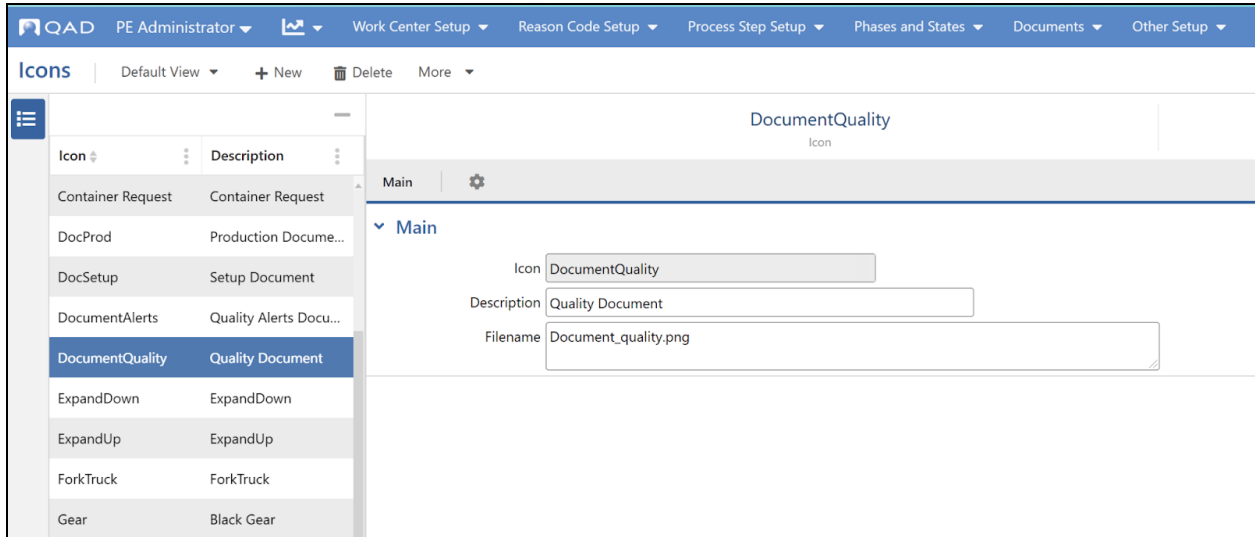 QAD PE Administrator Work Center Setup Reason Code Setup Process Step Setup Phases and States Documents Other Setup
Icons Default View New Delete More
DocumentQuality
Icon
Icon Description
Main
Container Request Container Request
Main
DocProd Production Docume...
DocSetup Setup Document
DocumentAlerts Quality Alerts Docu...
DocumentQuality Quality Document
ExpandDown ExpandDown
ExpandUp ExpandUp
ForkTruck ForkTruck
Gear Black Gear
Icon DocumentQuality
Description Quality Document
Filename Document_quality.png